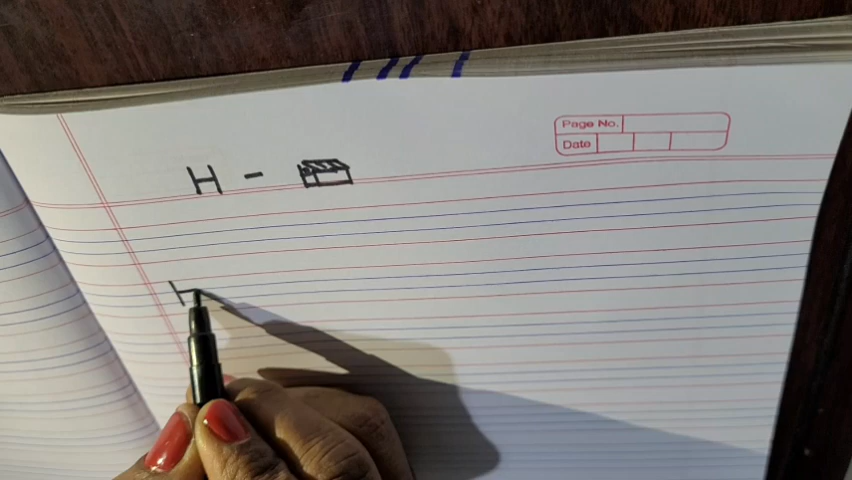 Page No.
Date
H -
H